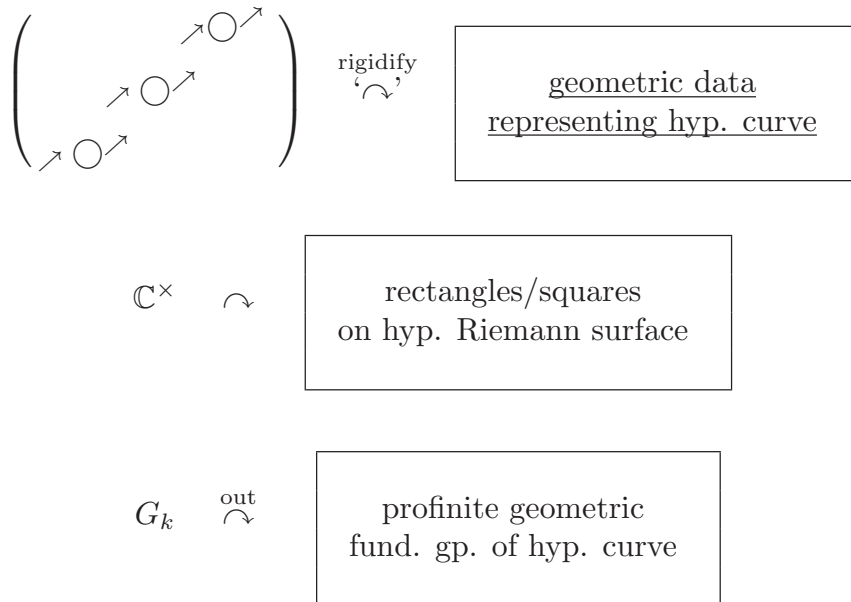 rigidify
‘↷’
geometric data
representing hyp. curve
ℂ× ↷
rectangles/squares
on hyp. Riemann surface
out
G_k ↷
profinite geometric
fund. gp. of hyp. curve